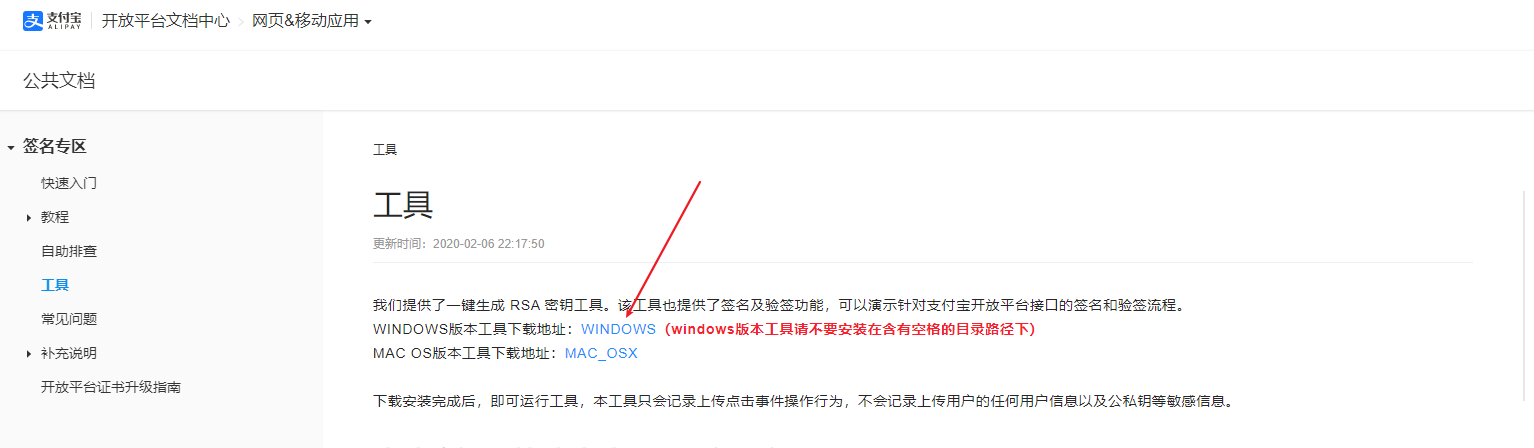 支付宝
ALIPAY
开放平台文档中心 > 网页&移动应用
公共文档
签名专区
快速入门
教程
自助排查
工具
常见问题
补充说明
开放平台证书升级指南
工具
工具
更新时间：2020-02-06 22:17:50
我们提供了一键生成 RSA 密钥工具。该工具也提供了签名及验签功能，可以演示针对支付宝开放平台接口的签名和验签流程。
WINDOWS版本工具下载地址：WINDOWS（windows版本工具请不要安装在含有空格的目录路径下）
MAC OS版本工具下载地址：MAC_OSX
下载安装完成后，即可运行工具，本工具只会记录上传点击事件操作行为，不会记录上传用户的任何用户信息以及公私钥等敏感信息。